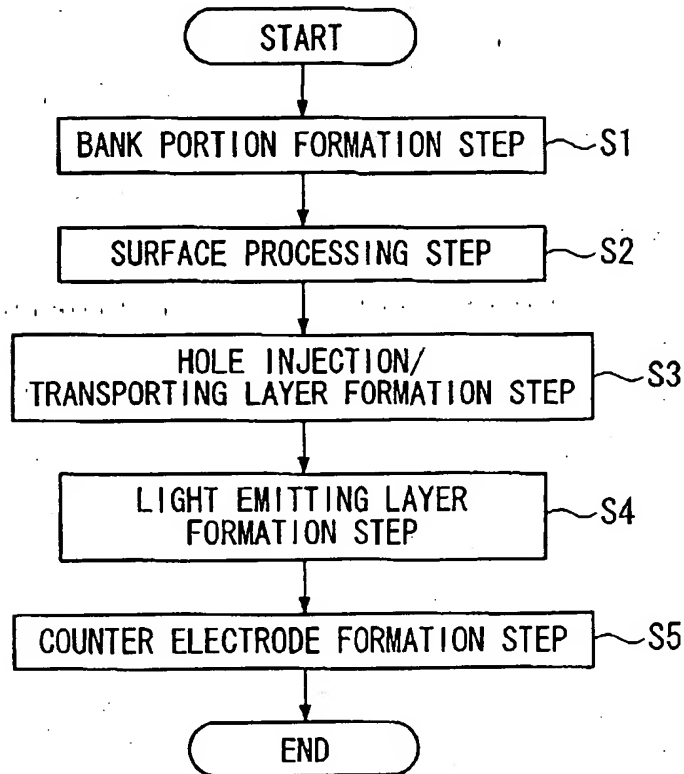 START
BANK PORTION FORMATION STEP
S1
SURFACE PROCESSING STEP
S2
HOLE INJECTION/
TRANSPORTING LAYER FORMATION STEP
S3
LIGHT EMITTING LAYER
FORMATION STEP
S4
COUNTER ELECTRODE FORMATION STEP
S5
END